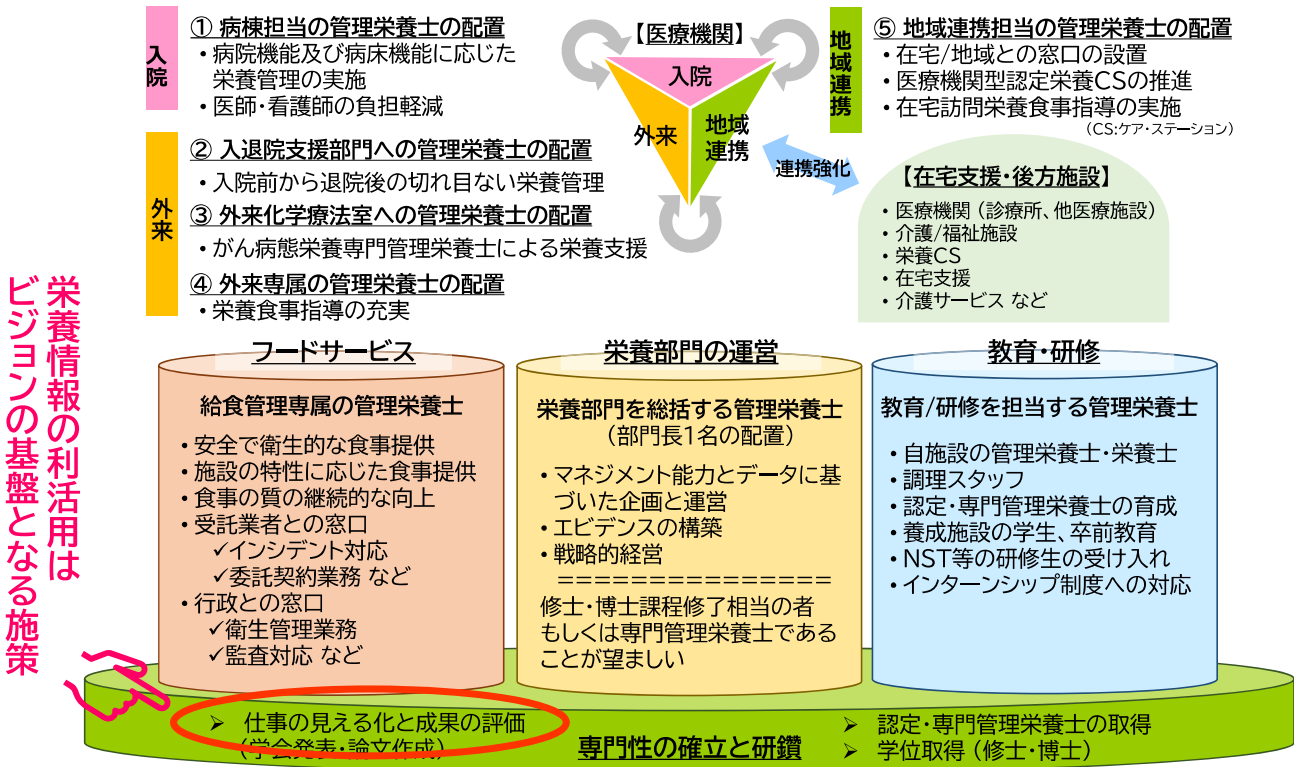 入院
① 病棟担当の管理栄養士の配置
・病院機能及び病床機能に応じた
栄養管理の実施
・医師・看護師の負担軽減
外来
② 入退院支援部門への管理栄養士の配置
・入院前から退院後の切れ目ない栄養管理
③ 外来化学療法室への管理栄養士の配置
・がん病態栄養専門管理栄養士による栄養支援
④ 外来専属の管理栄養士の配置
・栄養食事指導の充実
【医療機関】
入院
外来
地域
連携
連携強化
地域連携
⑤ 地域連携担当の管理栄養士の配置
・在宅/地域との窓口の設置
・医療機関型認定栄養CSの推進
・在宅訪問栄養食事指導の実施
（CS:ケア・ステーション）
【在宅支援・後方施設】
・医療機関（診療所、他医療施設）
・介護/福祉施設
・栄養CS
・在宅支援
・介護サービス など
栄養情報の利活用は
ビジョンの基盤となる施策
フードサービス
給食管理専属の管理栄養士
・安全で衛生的な食事提供
・施設の特性に応じた食事提供
・食事の質の継続的な向上
・受託業者との窓口
✓インシデント対応
✓委託契約業務 など
・行政との窓口
✓衛生管理業務
✓監査対応 など
栄養部門の運営
栄養部門を総括する管理栄養士
（部門長1名の配置）
・マネジメント能力とデータに基
づいた企画と運営
・エビデンスの構築
・戦略的経営
===============
修士・博士課程修了相当の者
もしくは専門管理栄養士である
ことが望ましい
教育・研修
教育/研修を担当する管理栄養士
・自施設の管理栄養士・栄養士
・調理スタッフ
・認定・専門管理栄養士の育成
・養成施設の学生、卒前教育
・NST等の研修生の受け入れ
・インターンシップ制度への対応
➢ 仕事の見える化と成果の評価
（学会発表・論文作成）
専門性の確立と研鑽
➢ 認定・専門管理栄養士の取得
➢ 学位取得（修士・博士）